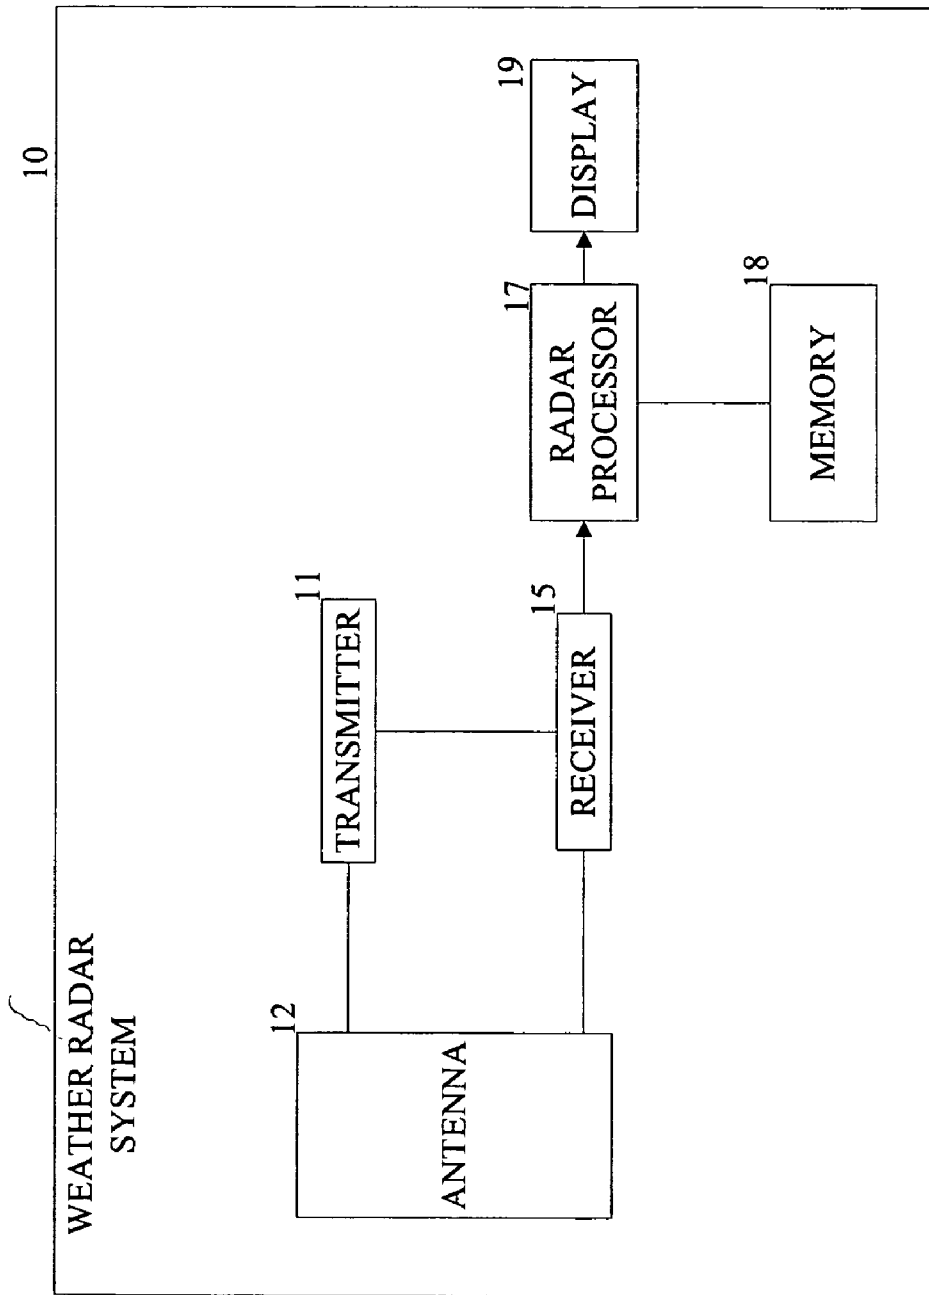 10
WEATHER RADAR
SYSTEM
12
ANTENNA
11
TRANSMITTER
15
RECEIVER
17
RADAR
PROCESSOR
19
DISPLAY
18
MEMORY